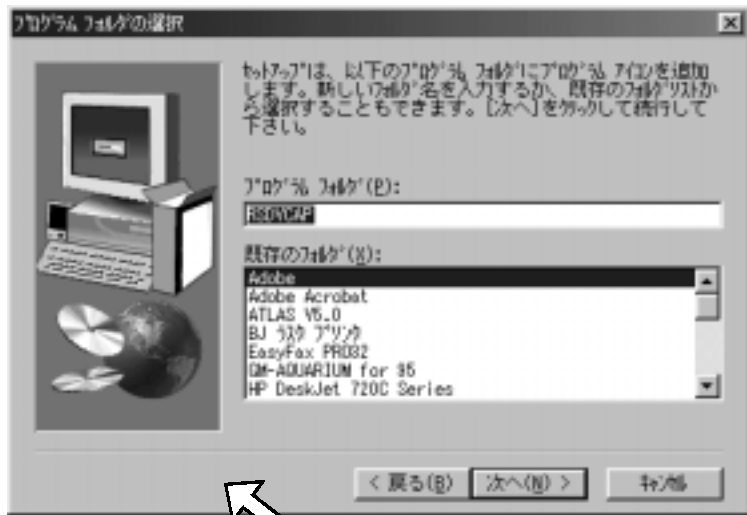 プログラム フォルダの選択
セットアップは、以下のプログラム フォルダにプログラム アイコンを追加
します。新しいフォルダ名を入力するか、既存のフォルダ リストか
ら選択することもできます。[次へ]をクリックして続行して
下さい。
プログラム フォルダ(P):
RSDVCAP
既存のフォルダ(X):
Adobe
Adobe Acrobat
ATLAS V5.0
BJ ラスタ プリンタ
EasyFax PRO32
GM-AQUARIUM for 95
HP DeskJet 720C Series
< 戻る(B)
次へ(N) >
キャンセル